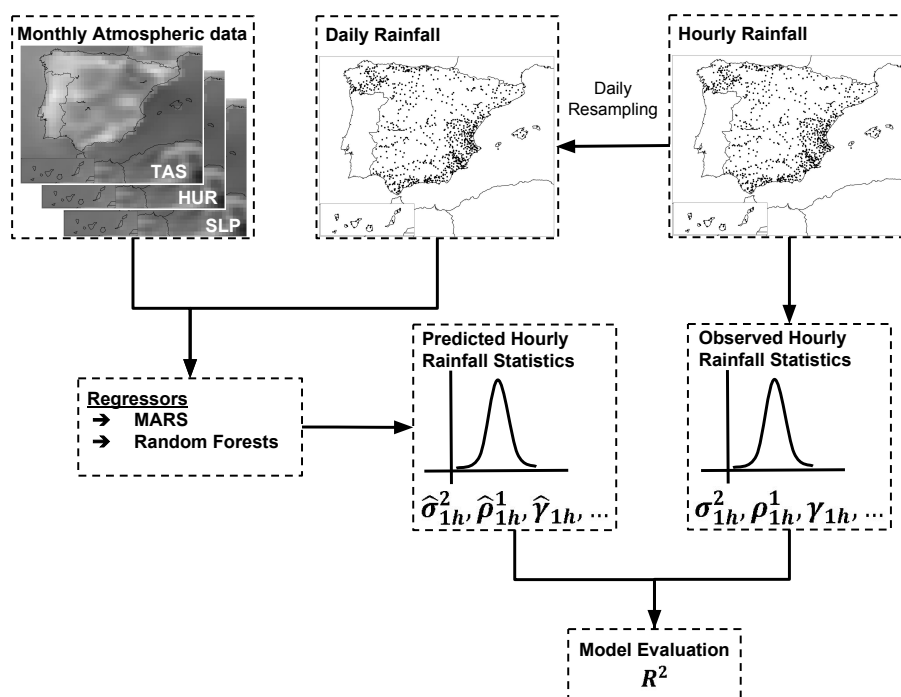 Monthly Atmospheric data
TAS
HUR
SLP
Daily Rainfall
Daily
Resampling
Hourly Rainfall
Regressors
➔ MARS
➔ Random Forests
Predicted Hourly
Rainfall Statistics
σ̂²₁ₕ, ρ̂¹₁ₕ, γ̂₁ₕ, ...
Observed Hourly
Rainfall Statistics
σ²₁ₕ, ρ¹₁ₕ, γ₁ₕ, ...
Model Evaluation
R²